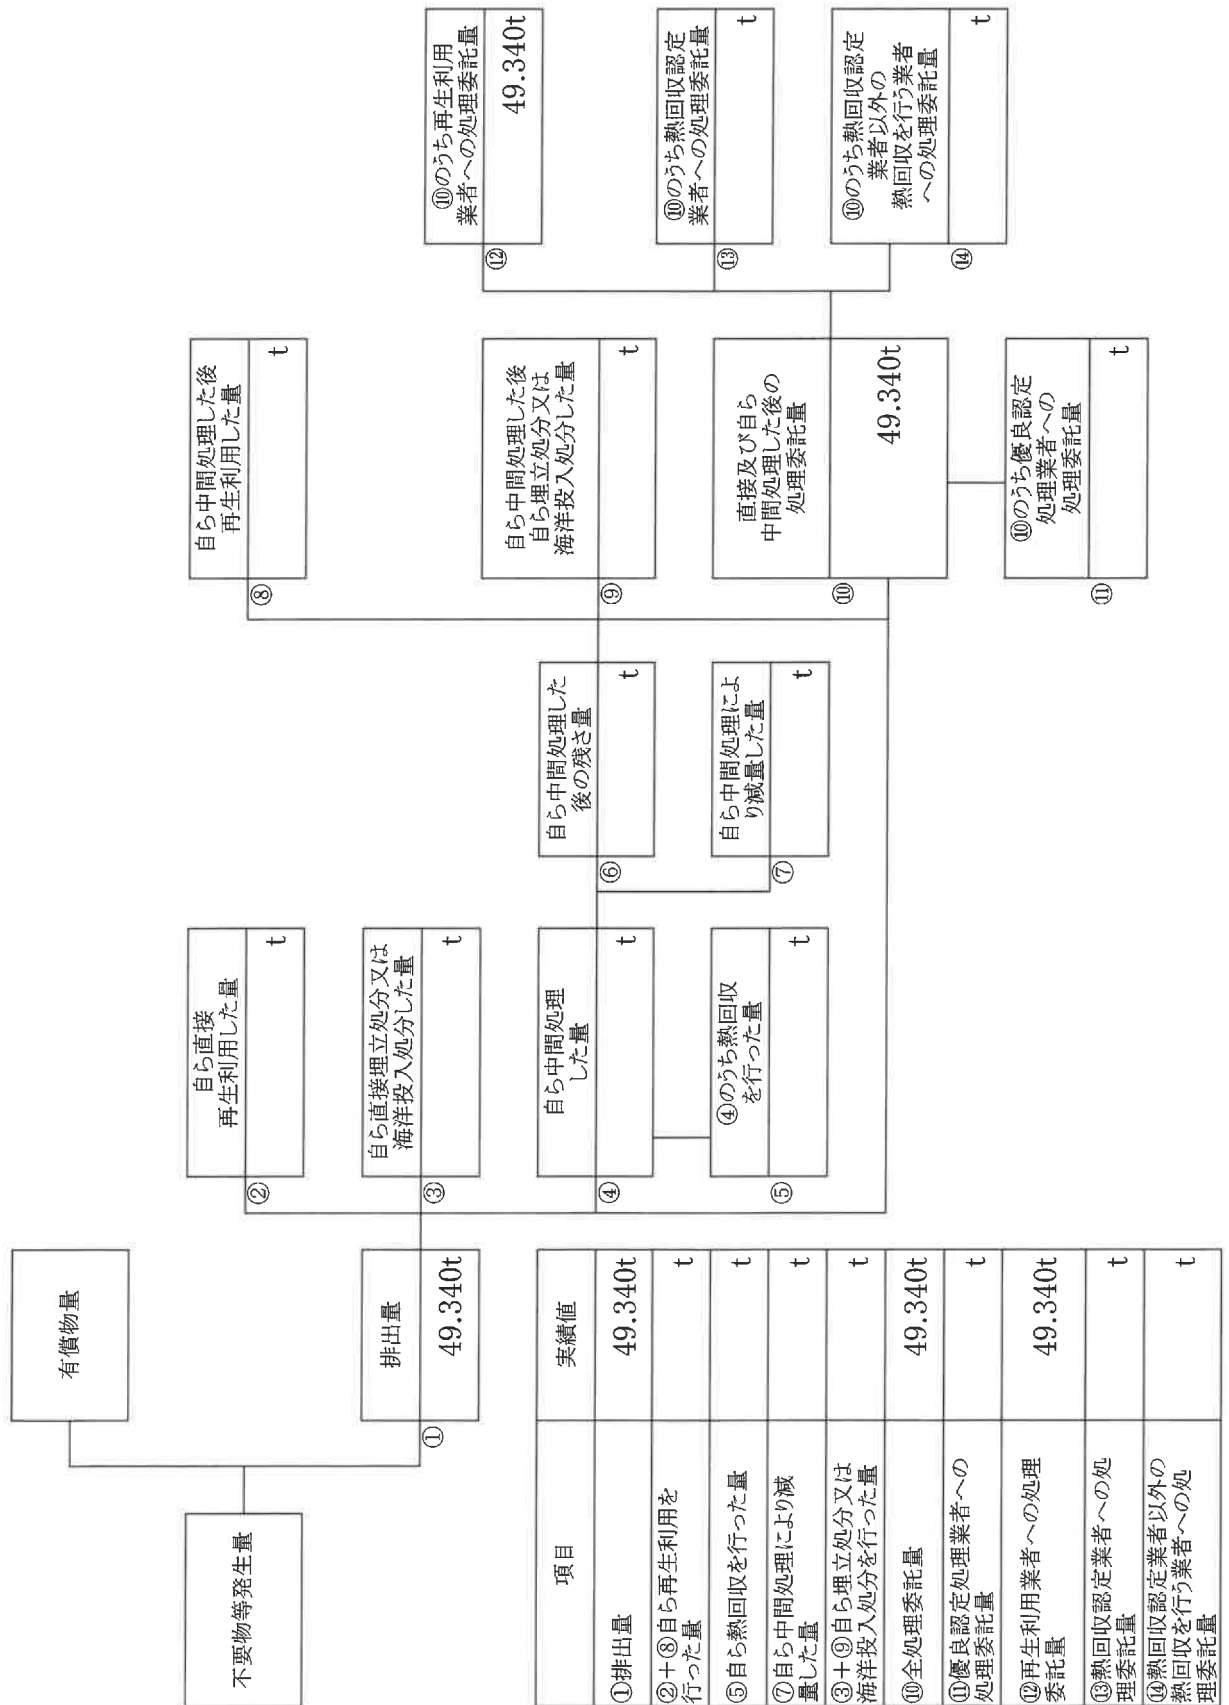 不要物等発生量
有償物量
①
排出量
49.340t
②
自ら直接
再生利用した量
t
③
自ら直接埋立処分又は
海洋投入処分した量
t
④
自ら中間処理
した量
t
⑤
④のうち熱回収
を行った量
t
⑥
自ら中間処理した
後の残さ量
t
⑦
自ら中間処理によ
り減量した量
t
⑧
自ら中間処理した後
再生利用した量
t
⑨
自ら中間処理した後
自ら埋立処分又は
海洋投入処分した量
t
⑩
直接及び自ら
中間処理した後の
処理委託量
49.340t
⑪
⑩のうち優良認定
処理業者への
処理委託量
t
⑫
⑩のうち再生利用
業者への処理委託量
49.340t
⑬
⑩のうち熱回収認定
業者への処理委託量
t
⑭
⑩のうち熱回収認定
業者以外の
熱回収を行う業者
への処理委託量
t
項目
実績値
①排出量
49.340t
②+⑧自ら再生利用を
行った量
t
⑤自ら熱回収を行った量
t
⑦自ら中間処理により減
量した量
t
③+⑨自ら埋立処分又は
海洋投入処分を行った量
t
⑩全処理委託量
49.340t
⑪優良認定処理業者への
処理委託量
t
⑫再生利用業者への処理
委託量
49.340t
⑬熱回収認定業者への処
理委託量
t
⑭熱回収認定業者以外の
熱回収を行う業者への処
理委託量
t